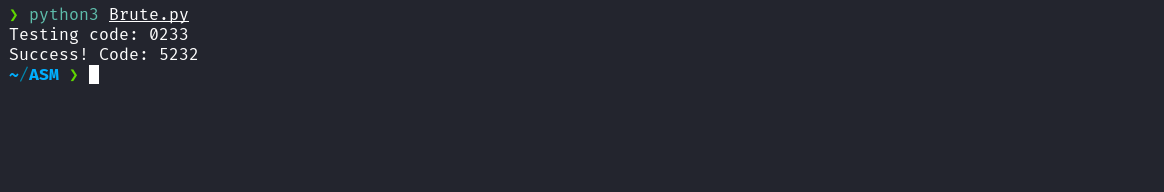 ❯ python3 Brute.py
Testing code: 0233
Success! Code: 5232
~/ASM ❯